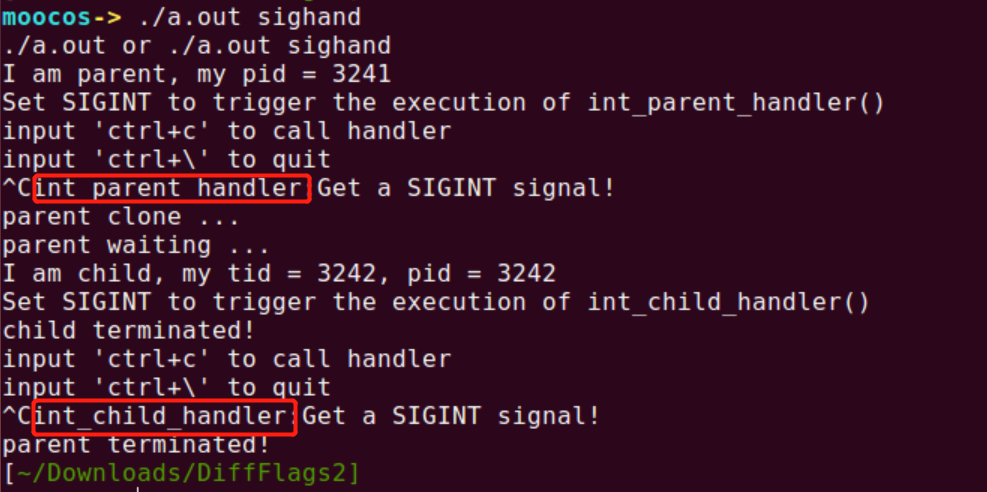 moocos-> ./a.out sighand
./a.out or ./a.out sighand
I am parent, my pid = 3241
Set SIGINT to trigger the execution of int_parent_handler()
input 'ctrl+c' to call handler
input 'ctrl+\' to quit
^Cint_parent_handler:Get a SIGINT signal!
parent clone ...
parent waiting ...
I am child, my tid = 3242, pid = 3242
Set SIGINT to trigger the execution of int_child_handler()
child terminated!
input 'ctrl+c' to call handler
input 'ctrl+\' to quit
^Cint_child_handler:Get a SIGINT signal!
parent terminated!
[~/Downloads/DiffFlags2]